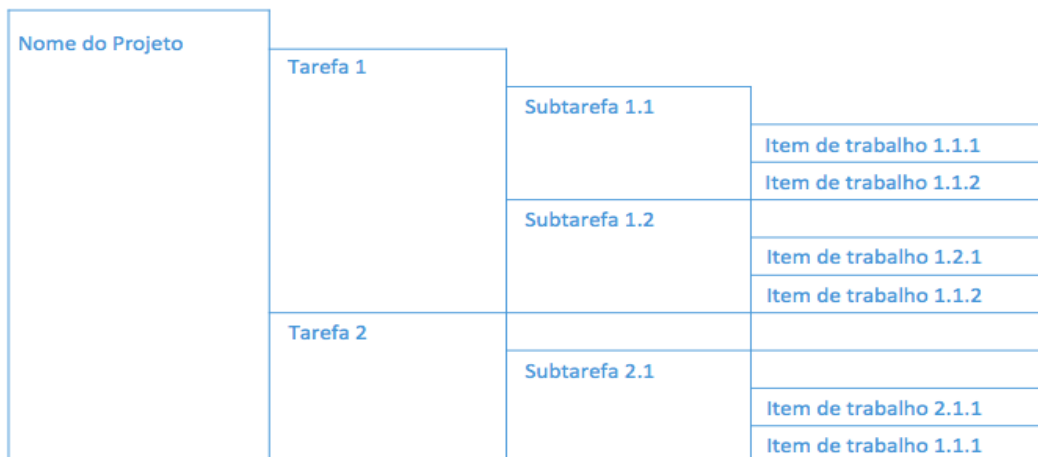 Nome do Projeto
Tarefa 1
Subtarefa 1.1
Item de trabalho 1.1.1
Item de trabalho 1.1.2
Subtarefa 1.2
Item de trabalho 1.2.1
Item de trabalho 1.1.2
Tarefa 2
Subtarefa 2.1
Item de trabalho 2.1.1
Item de trabalho 1.1.1